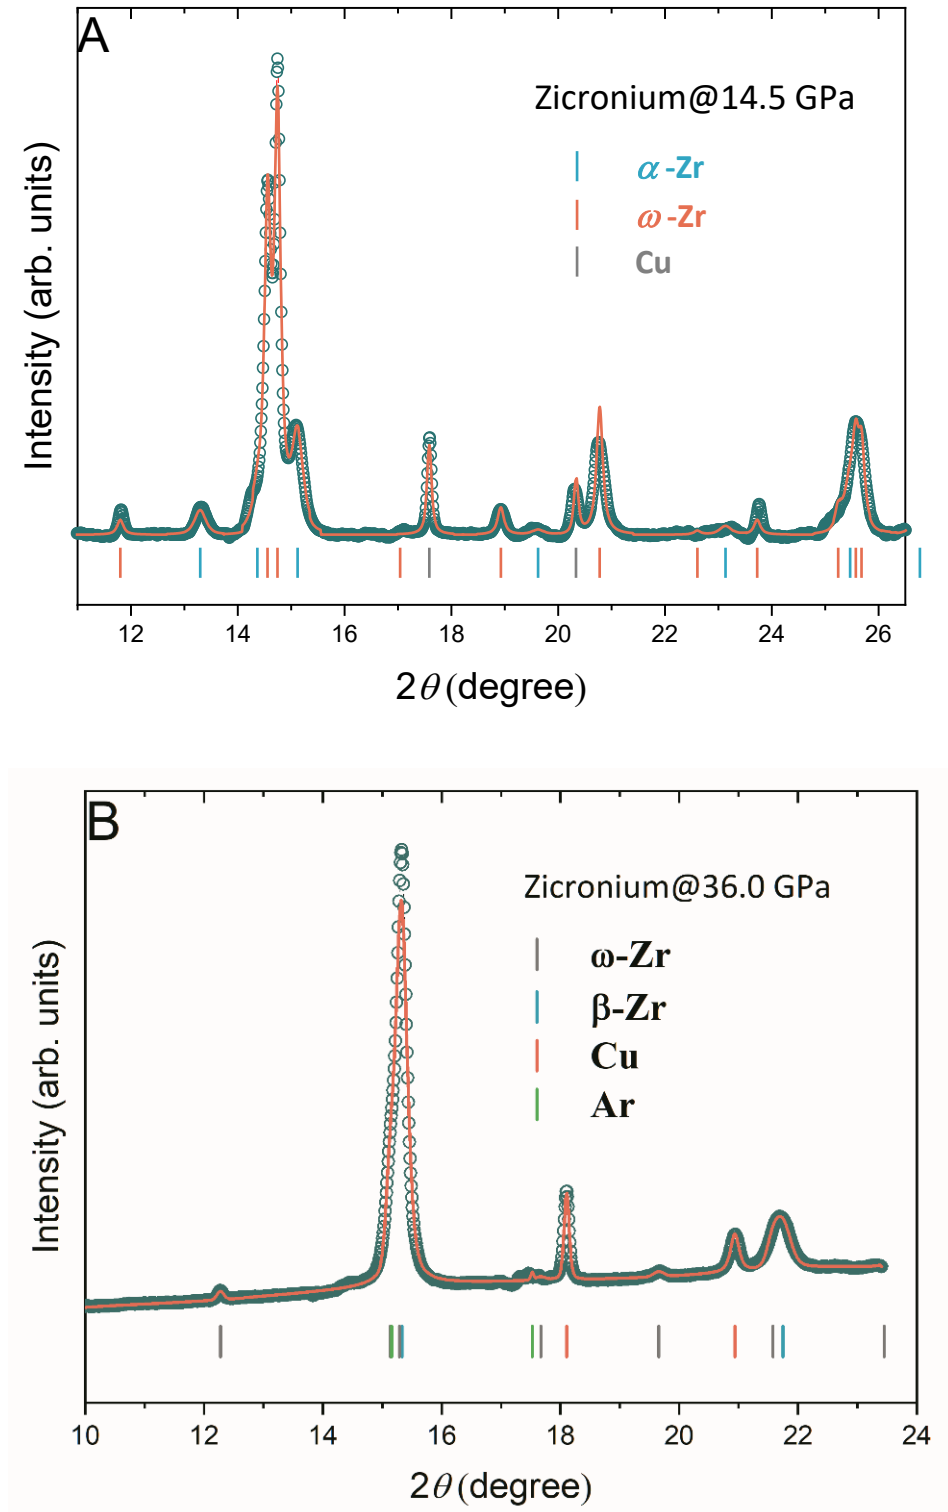 A
Zicronium@14.5 GPa
α -Zr
ω -Zr
Cu
Intensity (arb. units)
12 14 16 18 20 22 24 26
2θ (degree)
B
Zicronium@36.0 GPa
ω-Zr
β-Zr
Cu
Ar
Intensity (arb. units)
10 12 14 16 18 20 22 24
2θ (degree)